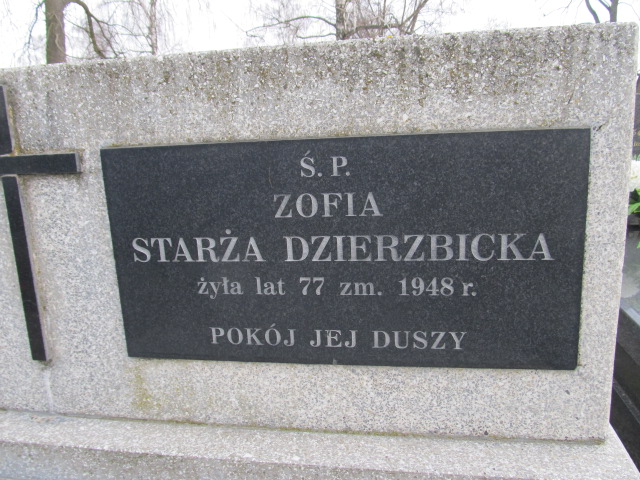 Ś. P.
ZOFIA
STARŻA DZIERZBICKA
żyła lat 77 zm. 1948 r.
POKÓJ JEJ DUSZY